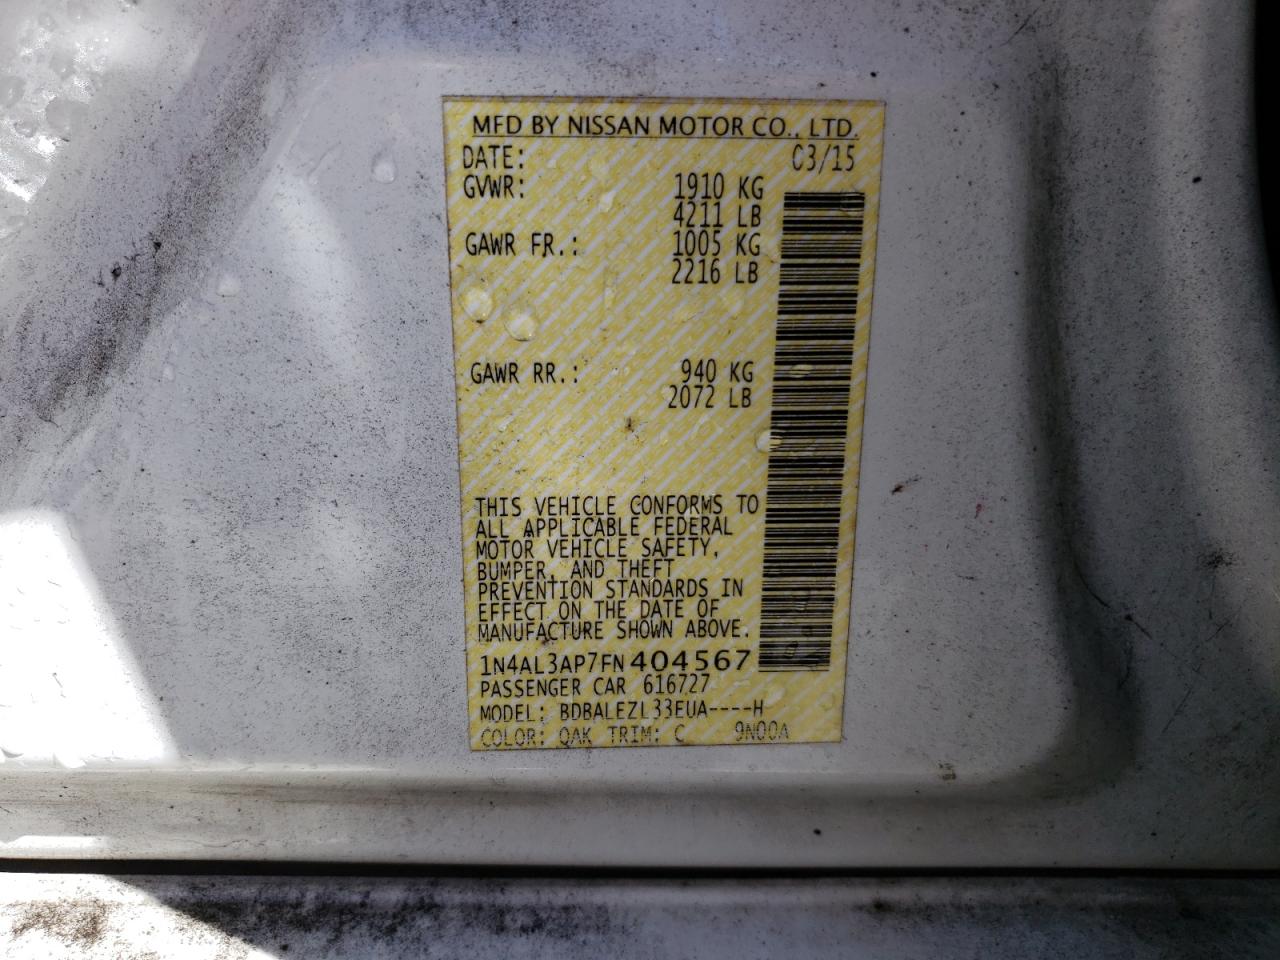 MFD BY NISSAN MOTOR CO., LTD.
DATE: 03/15
GVWR: 1910 KG
4211 LB
GAWR FR.: 1005 KG
2216 LB
GAWR RR.: 940 KG
2072 LB
THIS VEHICLE CONFORMS TO
ALL APPLICABLE FEDERAL
MOTOR VEHICLE SAFETY,
BUMPER, AND THEFT
PREVENTION STANDARDS IN
EFFECT ON THE DATE OF
MANUFACTURE SHOWN ABOVE.
1N4AL3AP7FN404567
PASSENGER CAR 616727
MODEL: BDBALEZL33EUA----H
COLOR: QAK TRIM: C 9N00A